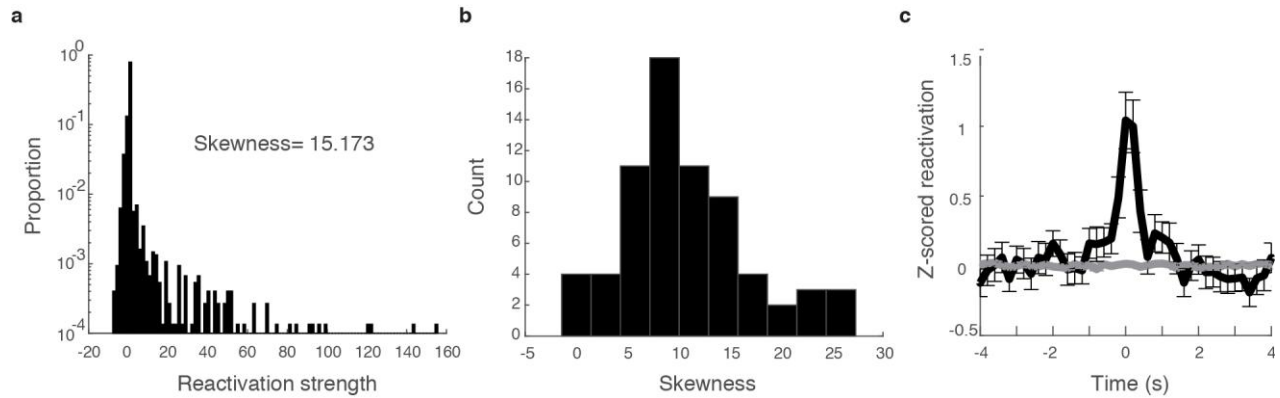 a
b
c
10^0
10^-1
10^-2
10^-3
10^-4
Proportion
Skewness= 15.173
-20 0 20 40 60 80 100 120 140 160
Reactivation strength
18
16
14
12
10
8
6
4
2
0
Count
-5 0 5 10 15 20 25 30
Skewness
1.5
1
0.5
0
-0.5
Z-scored reactivation
-4 -2 0 2 4
Time (s)